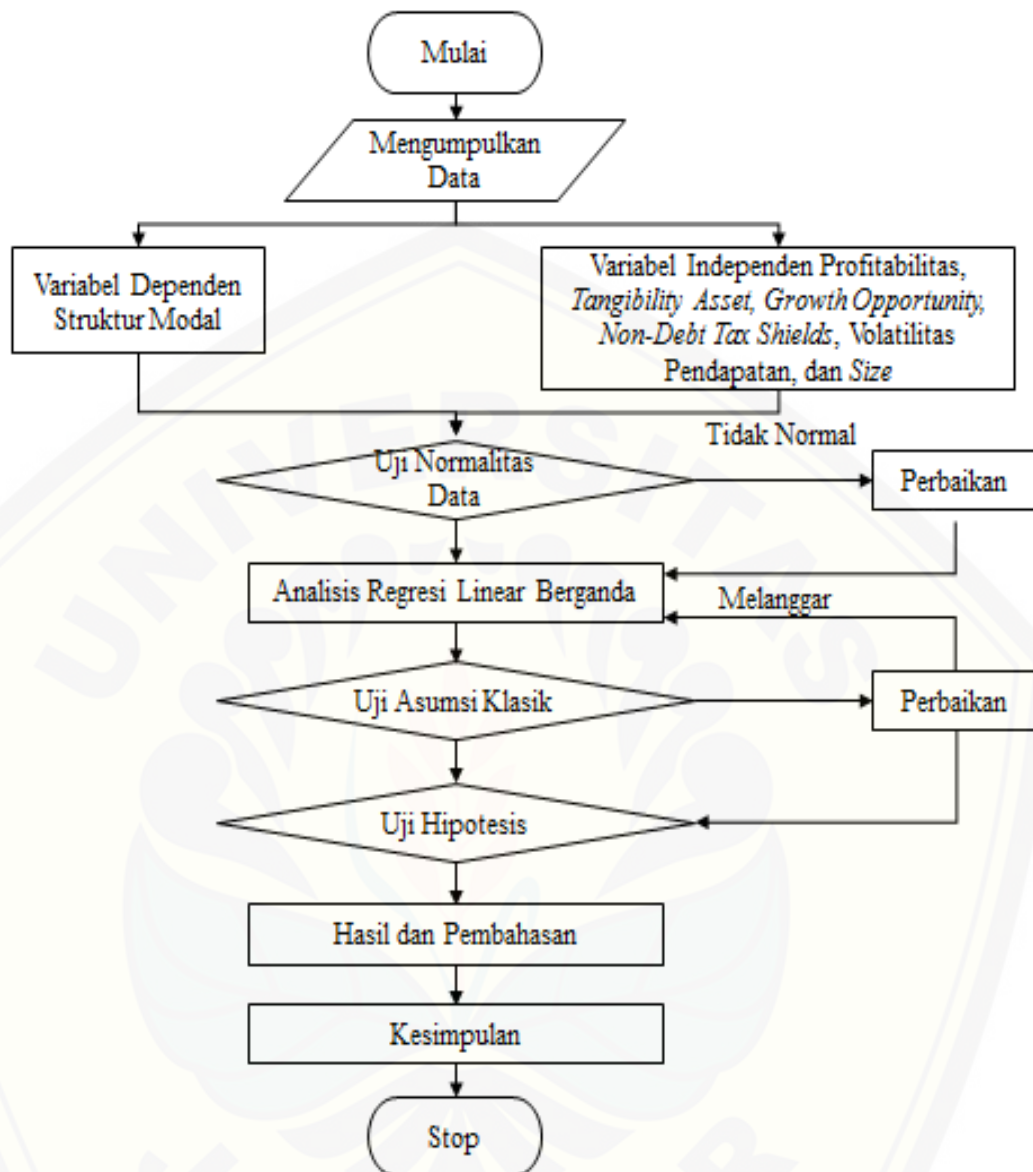 Mulai
Mengumpulkan
Data
Variabel Dependen
Struktur Modal
Variabel Independen Profitabilitas,
Tangibility Asset, Growth Opportunity,
Non-Debt Tax Shields, Volatilitas
Pendapatan, dan Size
Tidak Normal
Uji Normalitas
Data
Perbaikan
Analisis Regresi Linear Berganda
Melanggar
Uji Asumsi Klasik
Perbaikan
Uji Hipotesis
Hasil dan Pembahasan
Kesimpulan
Stop
UNIVERSITAS